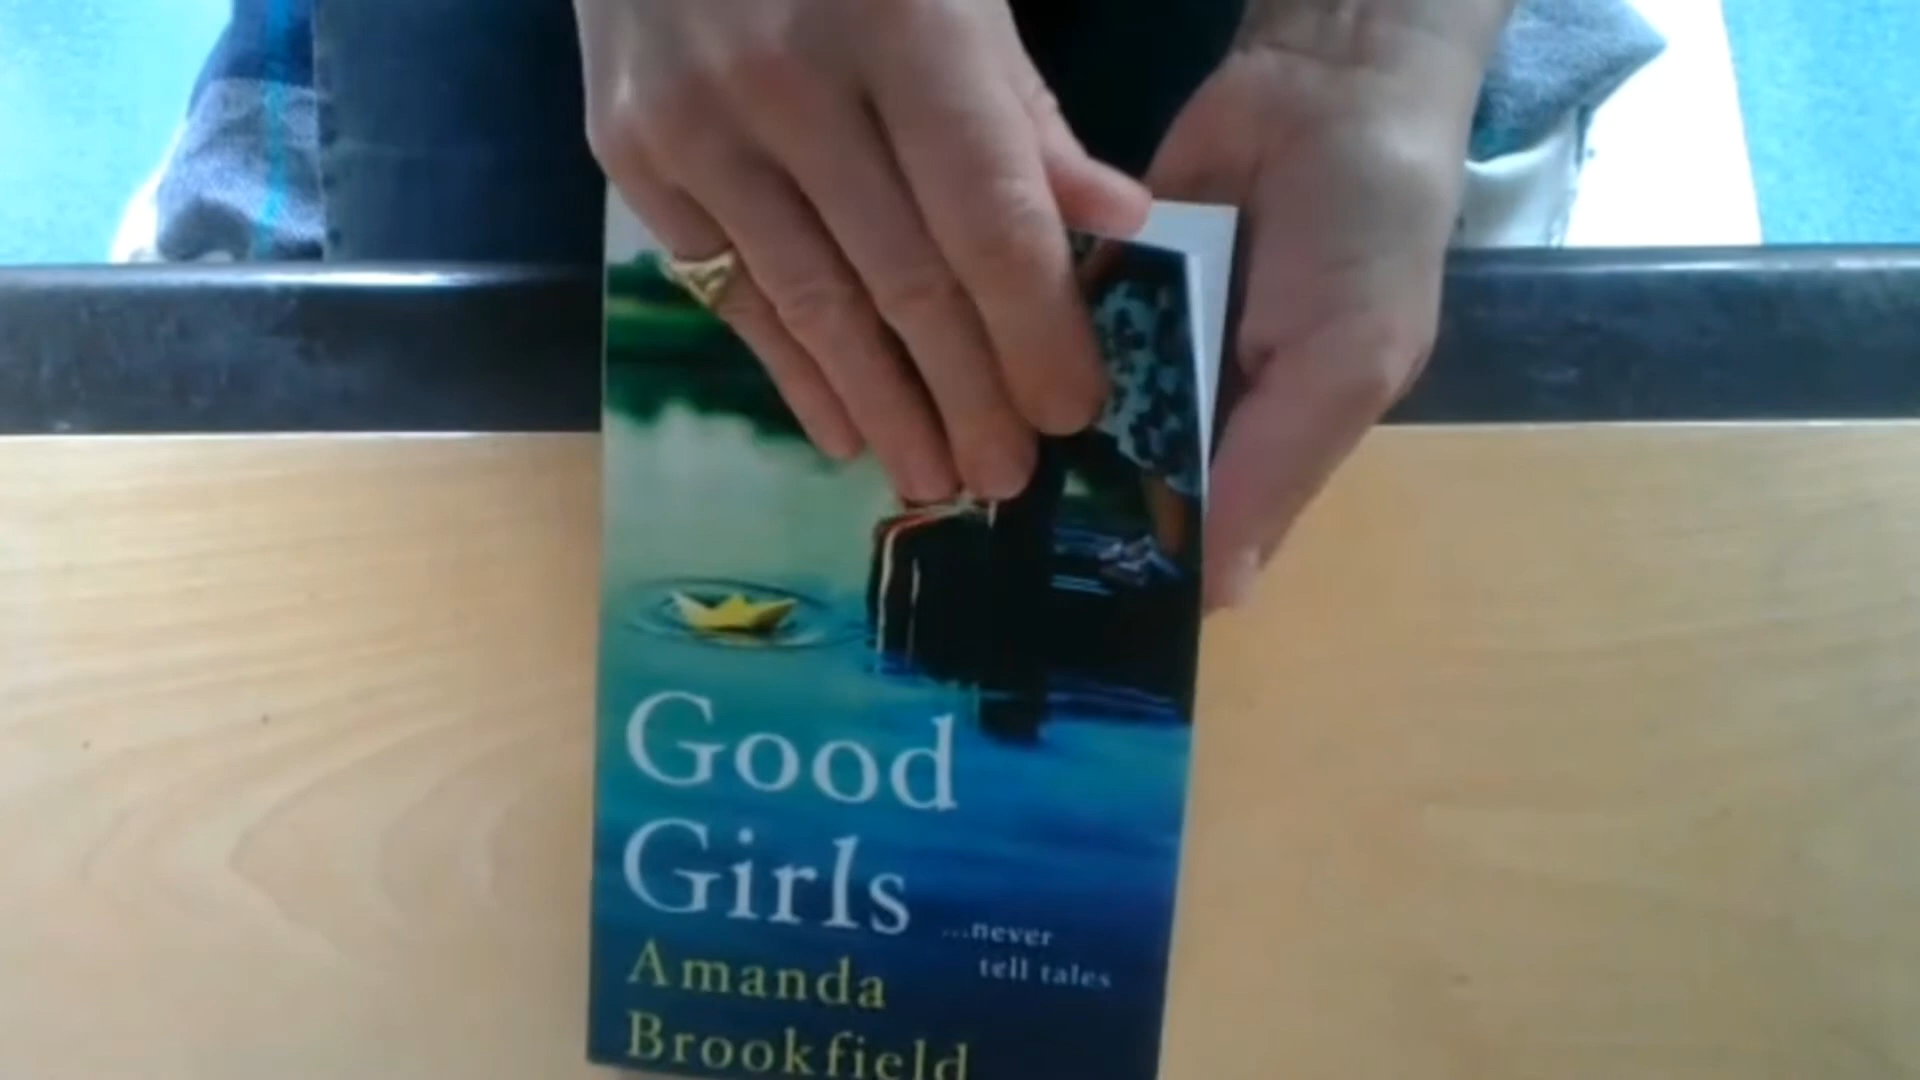 Good
Girls
...never
tell tales
Amanda
Brookfield